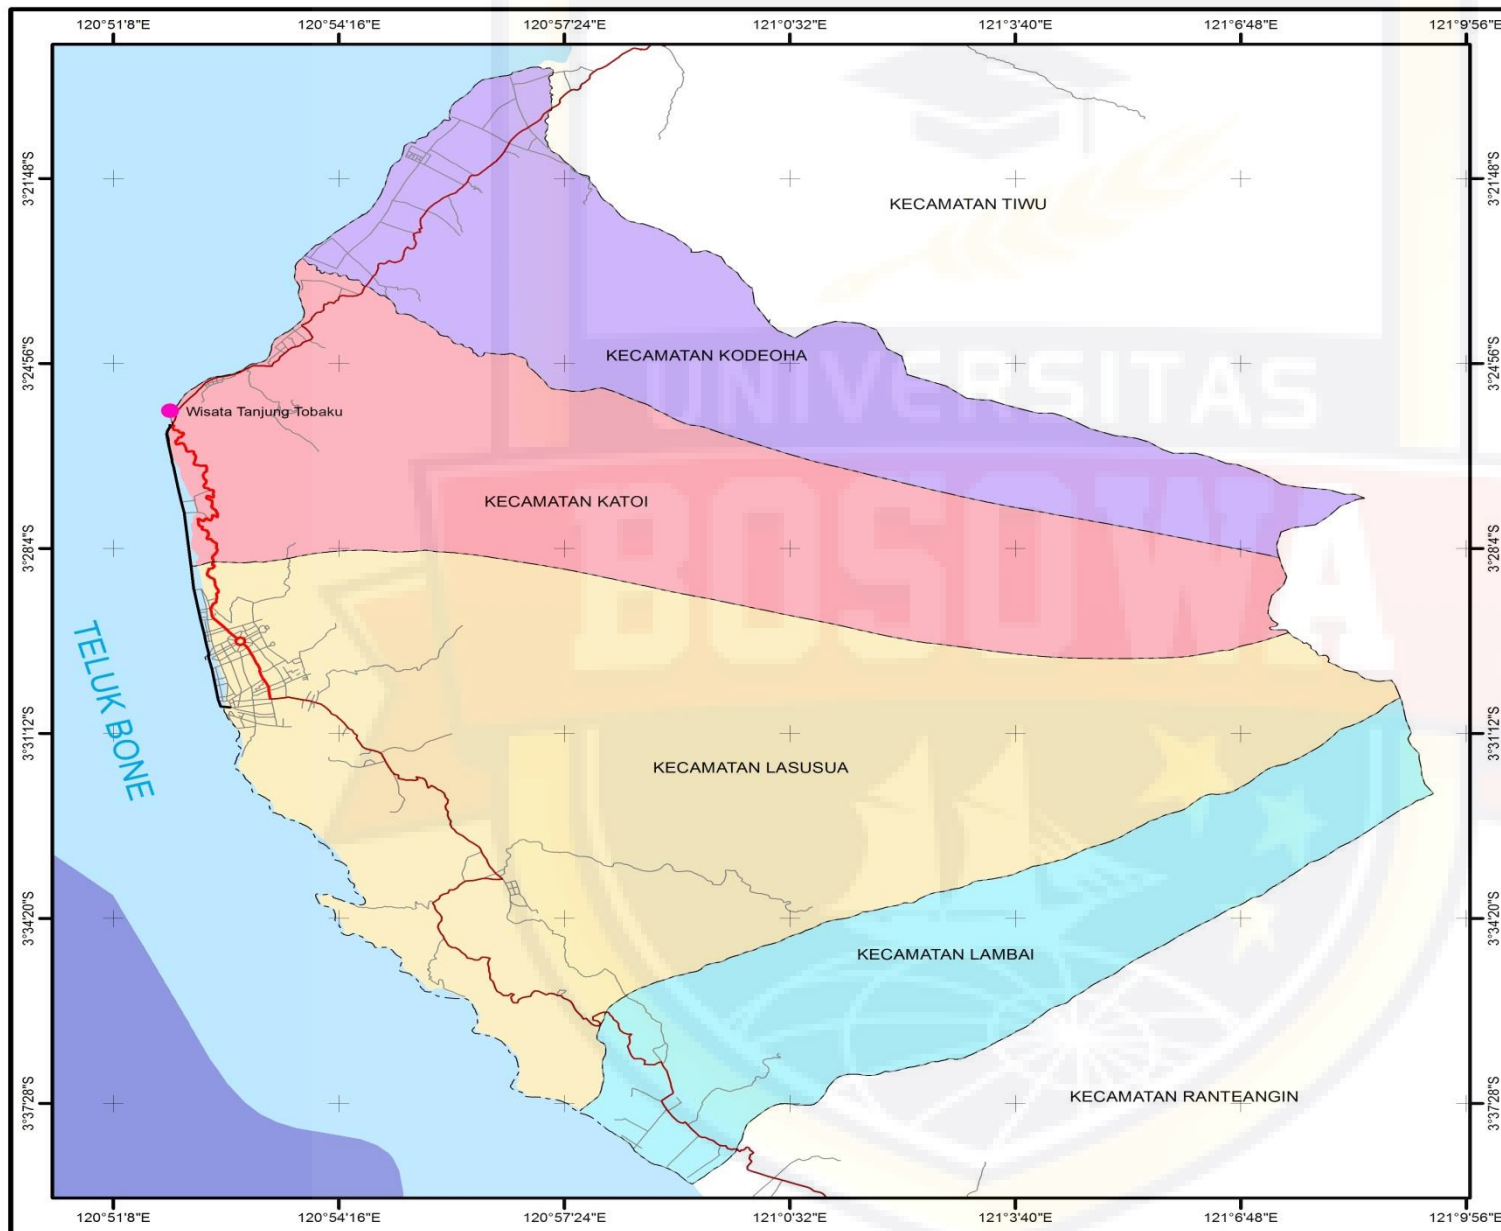 120°51'8"E 120°54'16"E 120°57'24"E 121°0'32"E 121°3'40"E 121°6'48"E 121°9'56"E
3°21'48"S 3°21'48"S
KECAMATAN TIWU
KECAMATAN KODEOHA
3°24'56"S 3°24'56"S
UNIVERSITAS
Wisata Tanjung Tobaku
KECAMATAN KATOI
BOSOWA
3°28'4"S 3°28'4"S
TELUK BONE
3°31'12"S 3°31'12"S
KECAMATAN LASUSUA
3°34'20"S 3°34'20"S
KECAMATAN LAMBAI
3°37'28"S 3°37'28"S
KECAMATAN RANTEANGIN
120°51'8"E 120°54'16"E 120°57'24"E 121°0'32"E 121°3'40"E 121°6'48"E 121°9'56"E